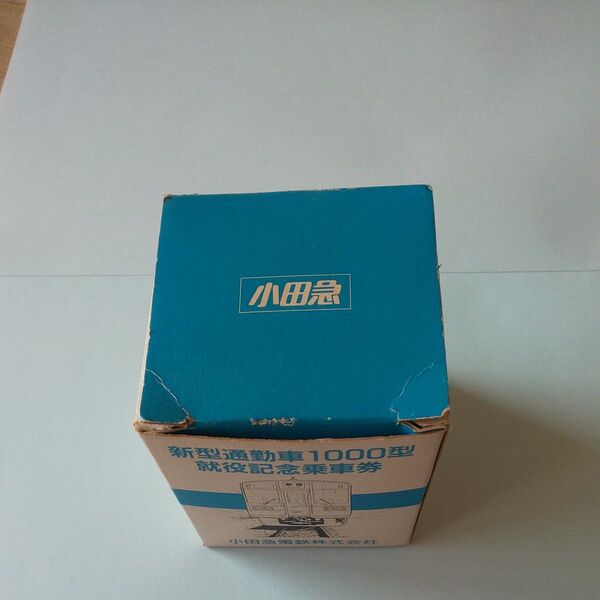 小田急
新型通勤車1000型
就役記念乗車券
新宿
小田急電鉄株式会社